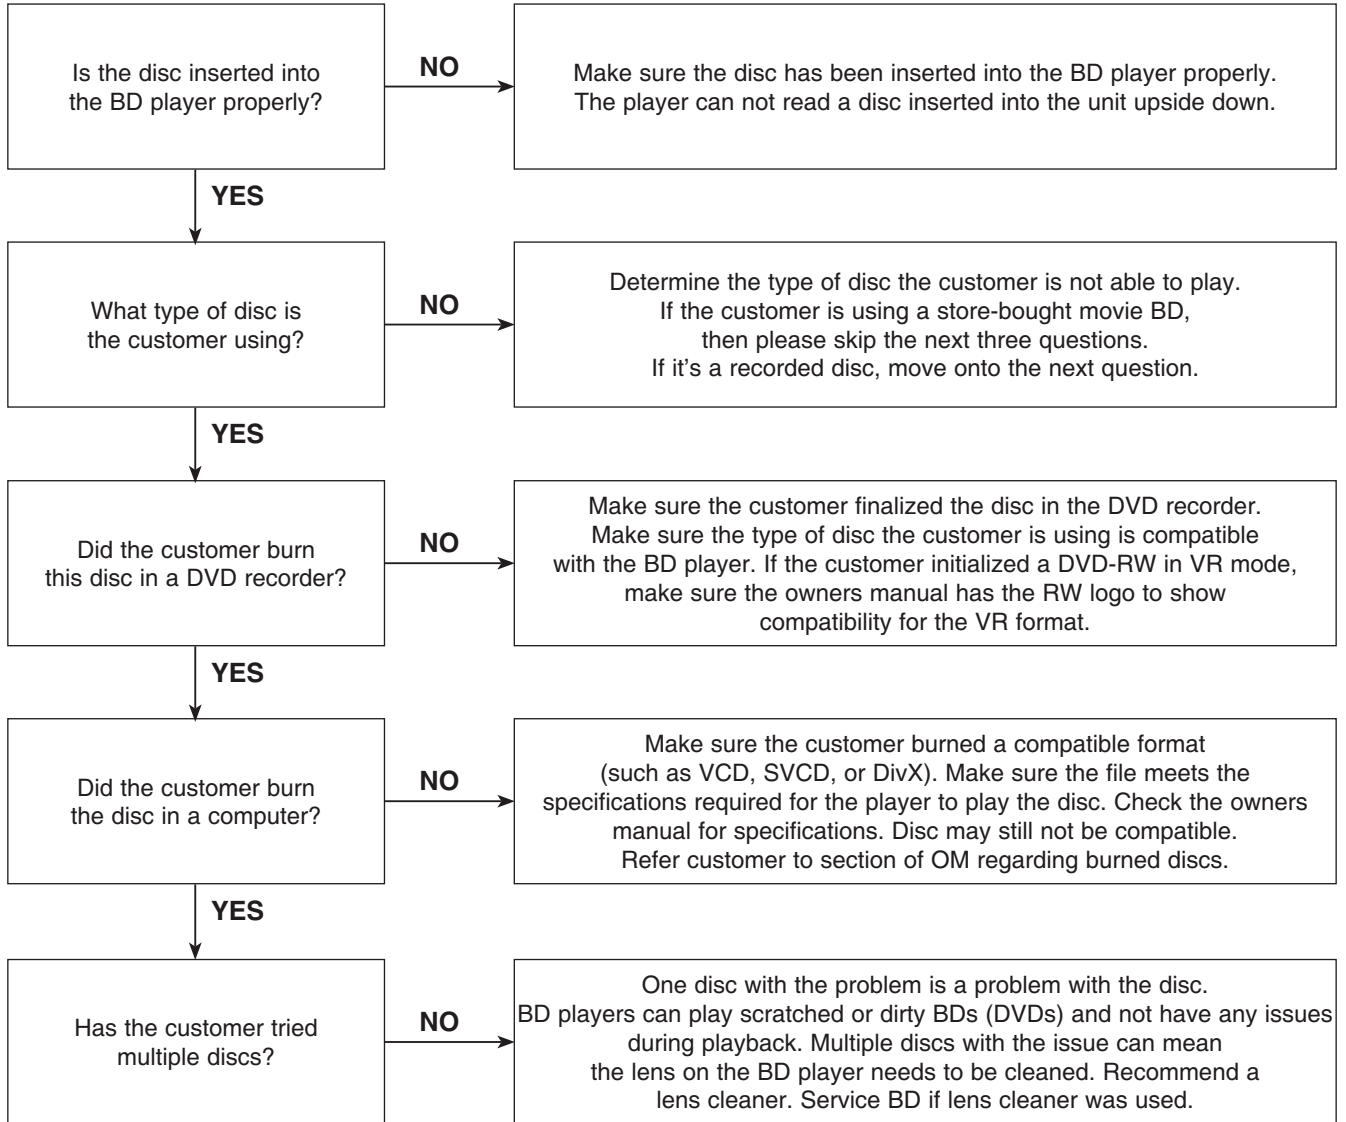 Is the disc inserted into
the BD player properly?
NO
Make sure the disc has been inserted into the BD player properly.
The player can not read a disc inserted into the unit upside down.
YES
What type of disc is
the customer using?
NO
Determine the type of disc the customer is not able to play.
If the customer is using a store-bought movie BD,
then please skip the next three questions.
If it's a recorded disc, move onto the next question.
YES
Did the customer burn
this disc in a DVD recorder?
NO
Make sure the customer finalized the disc in the DVD recorder.
Make sure the type of disc the customer is using is compatible
with the BD player. If the customer initialized a DVD-RW in VR mode,
make sure the owners manual has the RW logo to show
compatibility for the VR format.
YES
Did the customer burn
the disc in a computer?
NO
Make sure the customer burned a compatible format
(such as VCD, SVCD, or DivX). Make sure the file meets the
specifications required for the player to play the disc. Check the owners
manual for specifications. Disc may still not be compatible.
Refer customer to section of OM regarding burned discs.
YES
Has the customer tried
multiple discs?
NO
One disc with the problem is a problem with the disc.
BD players can play scratched or dirty BDs (DVDs) and not have any issues
during playback. Multiple discs with the issue can mean
the lens on the BD player needs to be cleaned. Recommend a
lens cleaner. Service BD if lens cleaner was used.